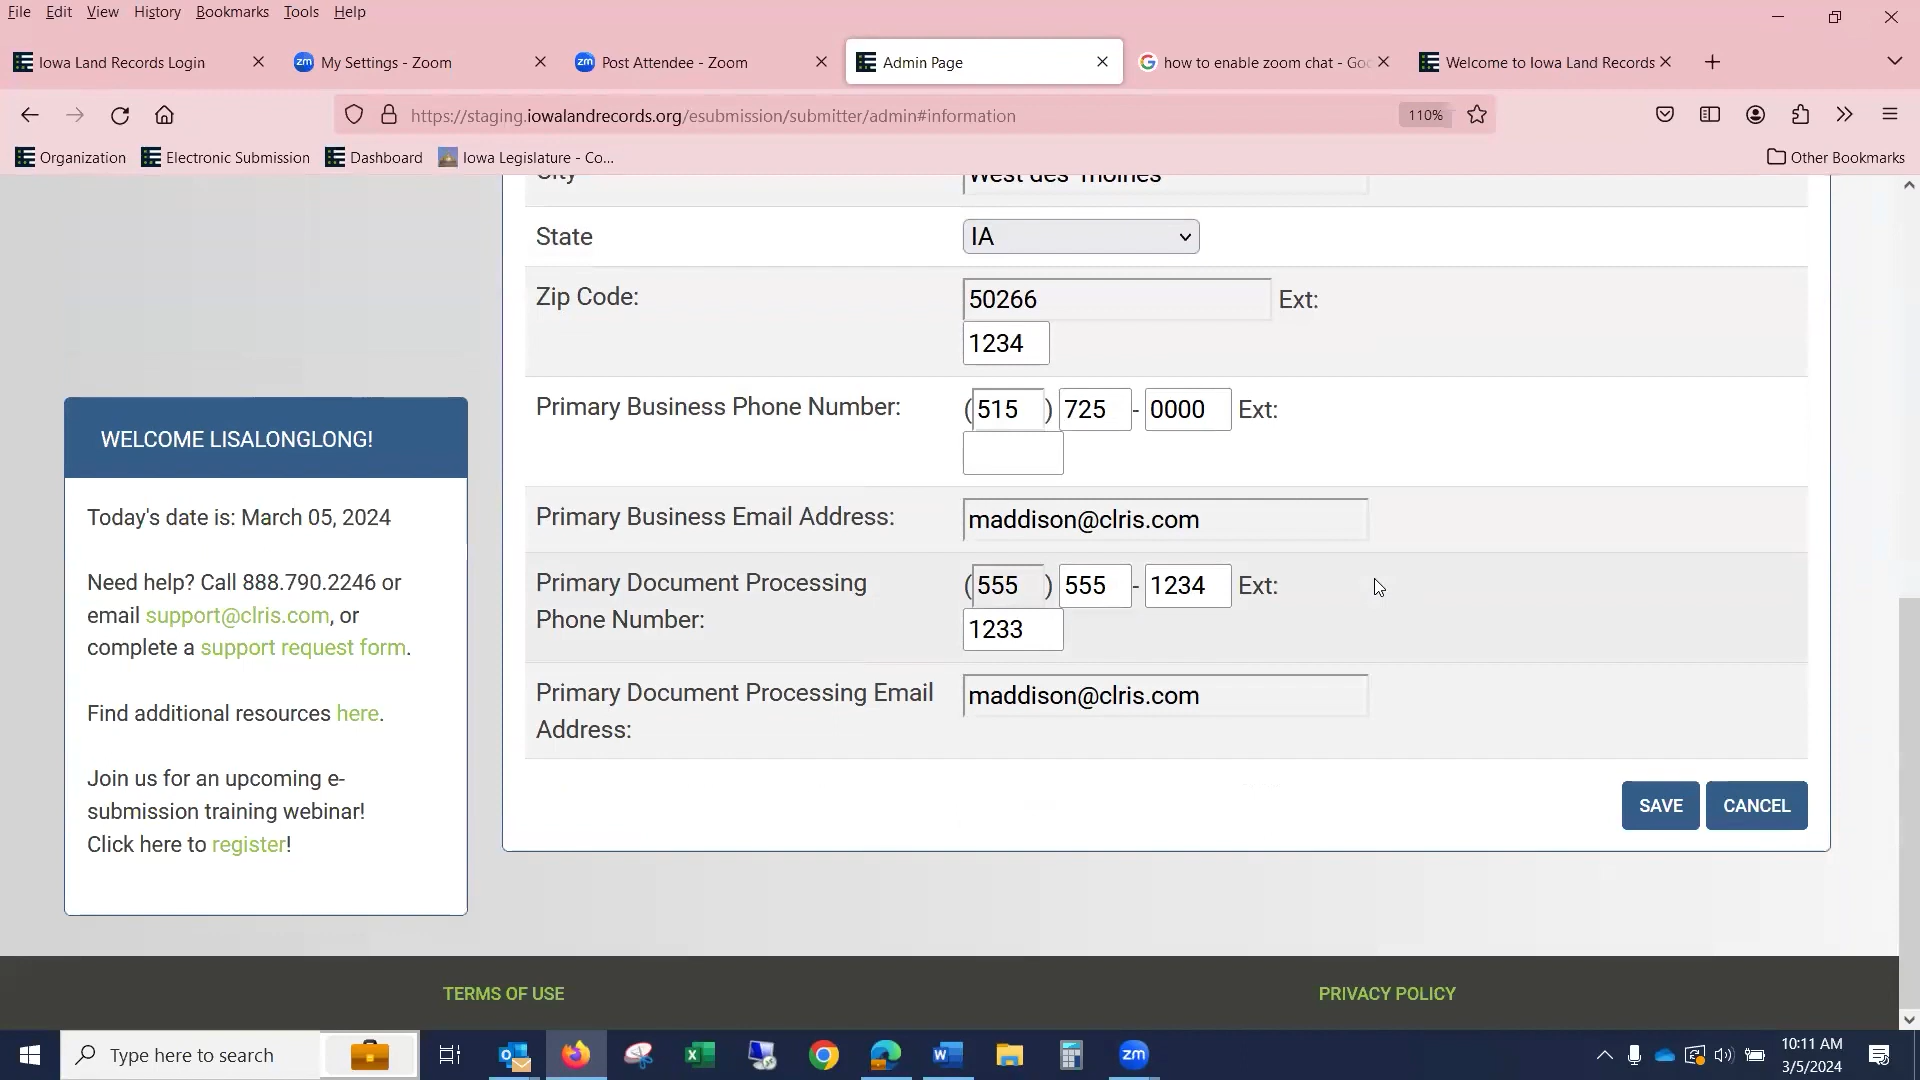 File Edit View History Bookmarks Tools Help
Iowa Land Records Login
My Settings - Zoom
Post Attendee - Zoom
Admin Page
how to enable zoom chat - Goo
Welcome to Iowa Land Records
https://staging.iowalandrecords.org/esubmission/submitter/admin#information
110%
Organization
Electronic Submission
Dashboard
Iowa Legislature - Co...
Other Bookmarks
City
West des moines
State
IA
Zip Code:
50266 Ext:
1234
Primary Business Phone Number:
(515) 725 - 0000 Ext:
Primary Business Email Address:
maddison@clris.com
Primary Document Processing
Phone Number:
(555) 555 - 1234 Ext:
1233
Primary Document Processing Email
Address:
maddison@clris.com
SAVE
CANCEL
WELCOME LISALONGLONG!
Today's date is: March 05, 2024
Need help? Call 888.790.2246 or
email support@clris.com, or
complete a support request form.
Find additional resources here.
Join us for an upcoming e-
submission training webinar!
Click here to register!
TERMS OF USE
PRIVACY POLICY
Type here to search
zm
10:11 AM
3/5/2024